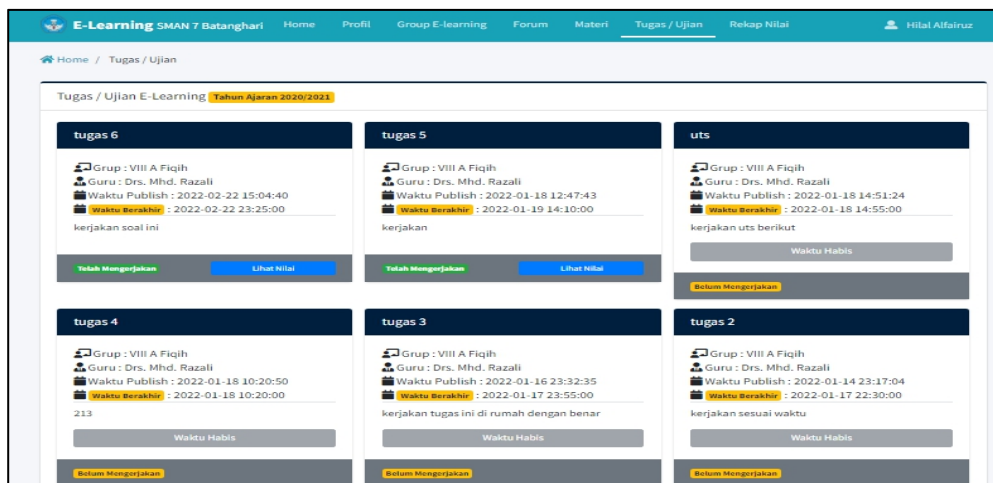 E-Learning SMAN 7 Batanghari Home Profil Group E-learning Forum Materi Tugas / Ujian Rekap Nilai Hilal Alfairuz
Home / Tugas / Ujian
Tugas / Ujian E-Learning Tahun Ajaran 2020/2021
tugas 6
Grup : VIII A Fiqih
Guru : Drs. Mhd. Razali
Waktu Publish : 2022-02-22 15:04:40
Waktu Berakhir : 2022-02-22 23:25:00
kerjakan soal ini
Telah Mengerjakan Lihat Nilai
tugas 5
Grup : VIII A Fiqih
Guru : Drs. Mhd. Razali
Waktu Publish : 2022-01-18 12:47:43
Waktu Berakhir : 2022-01-19 14:10:00
kerjakan
Telah Mengerjakan Lihat Nilai
uts
Grup : VIII A Fiqih
Guru : Drs. Mhd. Razali
Waktu Publish : 2022-01-18 14:51:24
Waktu Berakhir : 2022-01-18 14:55:00
kerjakan uts berikut
Waktu Habis
Belum Mengerjakan
tugas 4
Grup : VIII A Fiqih
Guru : Drs. Mhd. Razali
Waktu Publish : 2022-01-18 10:20:50
Waktu Berakhir : 2022-01-18 10:20:00
213
Waktu Habis
Belum Mengerjakan
tugas 3
Grup : VIII A Fiqih
Guru : Drs. Mhd. Razali
Waktu Publish : 2022-01-16 23:32:35
Waktu Berakhir : 2022-01-17 23:55:00
kerjakan tugas ini di rumah dengan benar
Waktu Habis
Belum Mengerjakan
tugas 2
Grup : VIII A Fiqih
Guru : Drs. Mhd. Razali
Waktu Publish : 2022-01-14 23:17:04
Waktu Berakhir : 2022-01-17 22:30:00
kerjakan sesuai waktu
Waktu Habis
Belum Mengerjakan